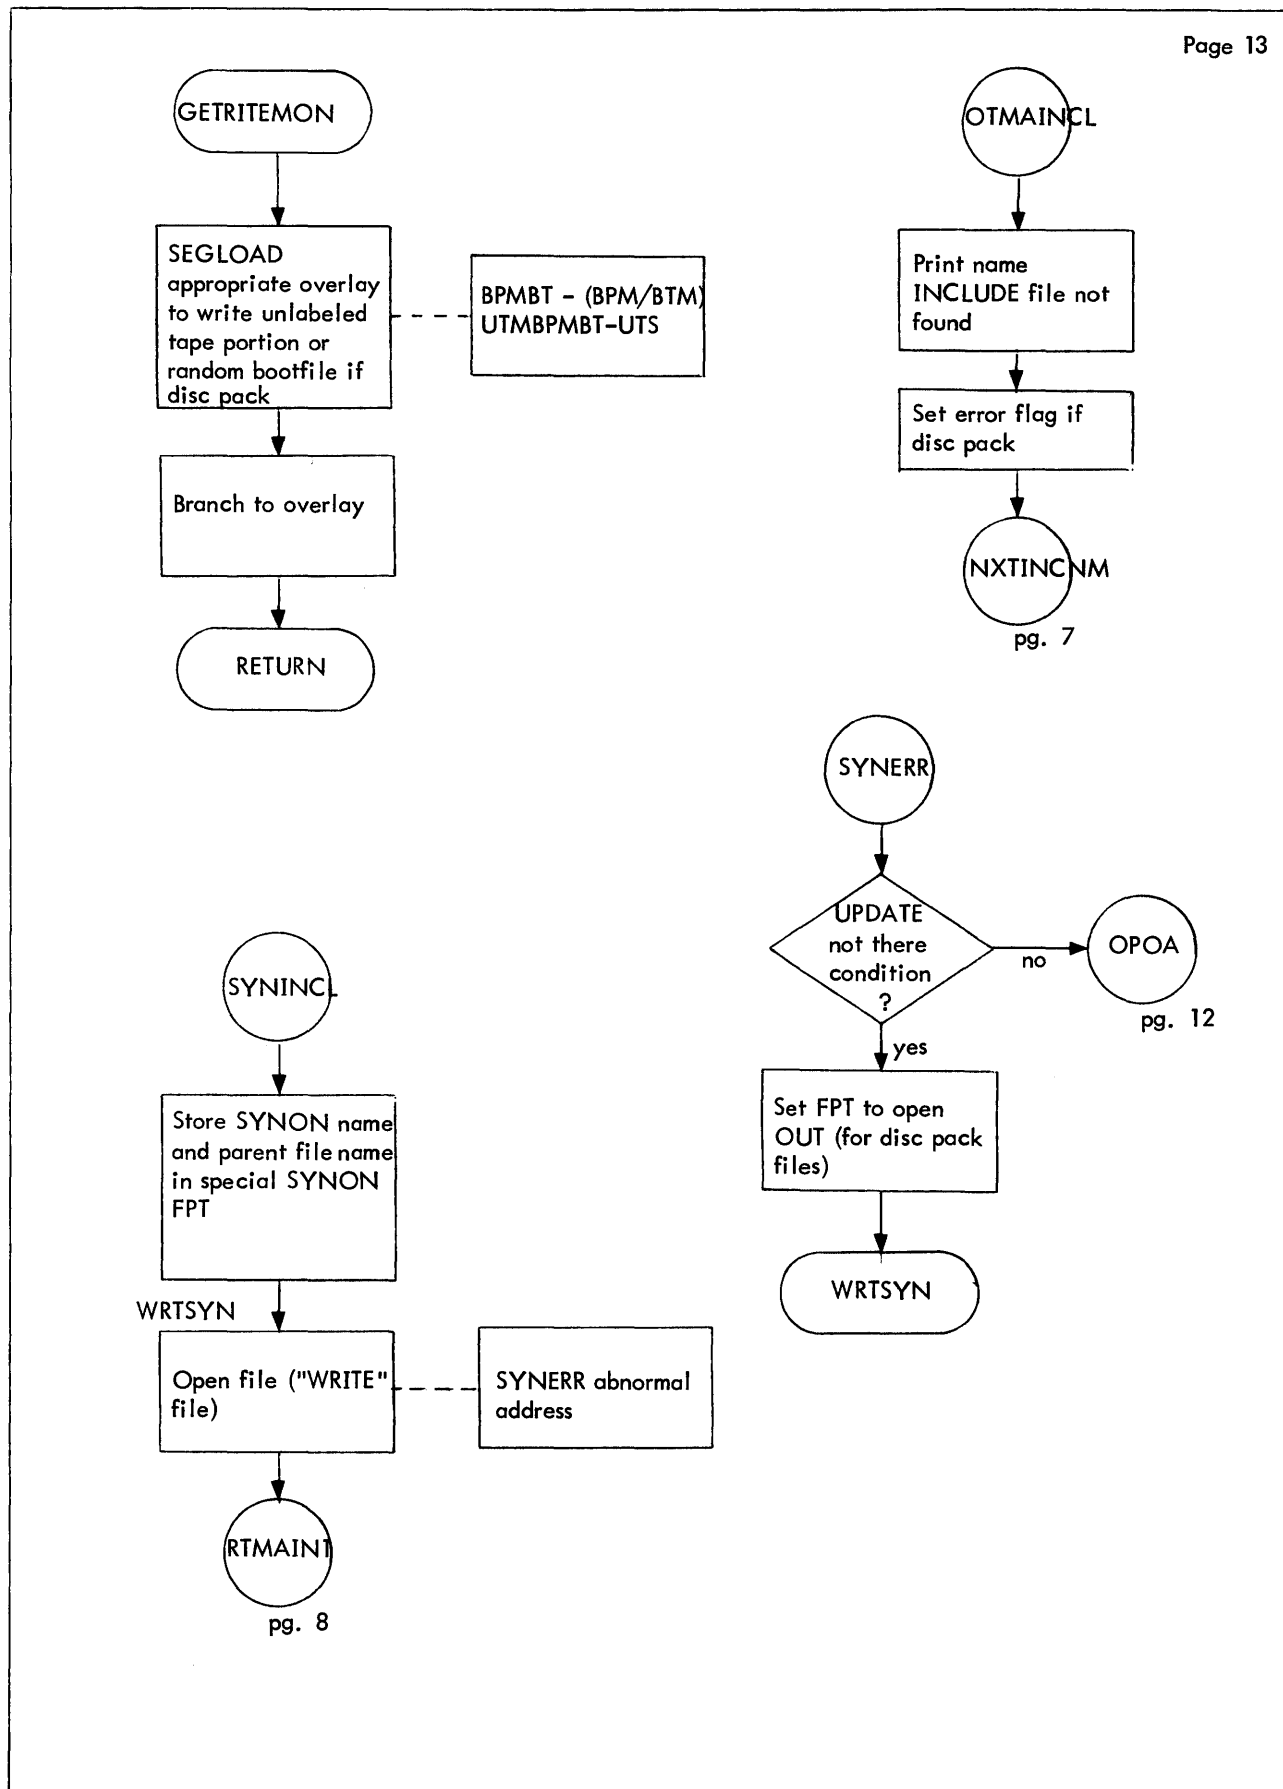 Page 13
GETRITEMON
SEGLOAD
appropriate overlay
to write unlabeled
tape portion or
random bootfile if
disc pack
BPMBT - (BPM/BTM)
UTMBPMBT-UTS
Branch to overlay
RETURN
OTMAINCL
Print name
INCLUDE file not
found
Set error flag if
disc pack
NXTINCNM
pg. 7
SYNERR
UPDATE
not there
condition
?
no
OPOA
pg. 12
yes
Set FPT to open
OUT (for disc pack
files)
WRTSYN
SYNINCL
Store SYNON name
and parent file name
in special SYNON
FPT
WRTSYN
Open file ("WRITE"
file)
SYNERR abnormal
address
RTMAIN1
pg. 8